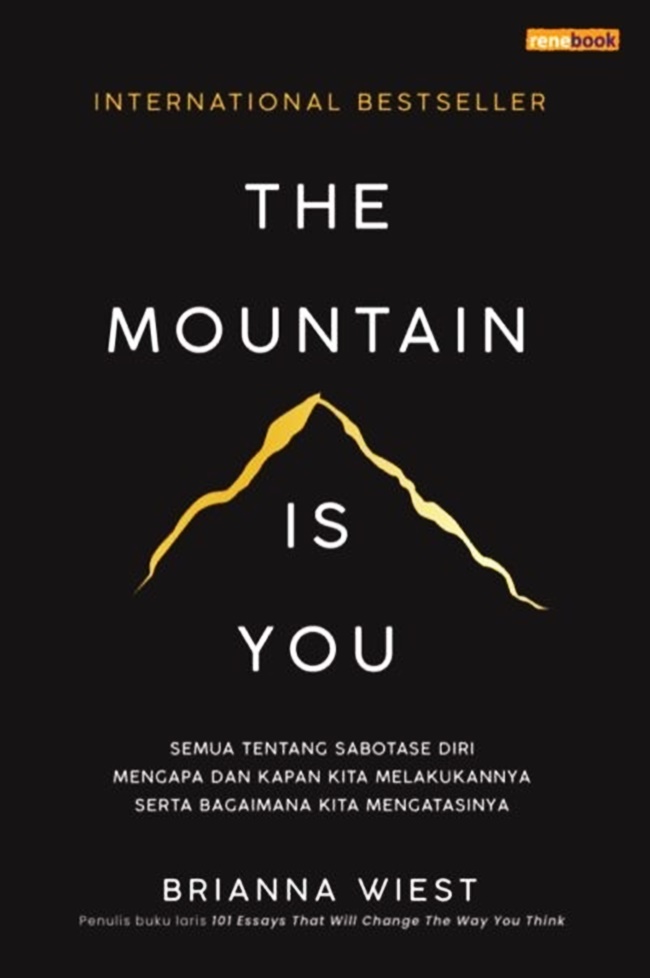 renebook
INTERNATIONAL BESTSELLER
THE
MOUNTAIN
IS
YOU
SEMUA TENTANG SABOTASE DIRI
MENGAPA DAN KAPAN KITA MELAKUKANNYA
SERTA BAGAIMANA KITA MENGATASINYA
BRIANNA WIEST
Penulis buku laris 101 Essays That Will Change The Way You Think